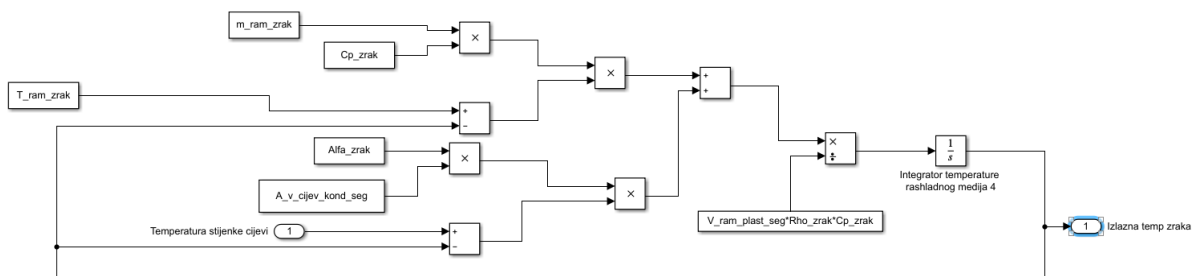 m_ram_zrak
×
Cp_zrak
×
T_ram_zrak
+
−
+
+
Alfa_zrak
×
A_v_cijev_kond_seg
×
×
÷
1
s
Integrator temperature
rashladnog medija 4
V_ram_plast_seg*Rho_zrak*Cp_zrak
Temperatura stijenke cijevi
1
+
−
1
Izlazna temp zraka